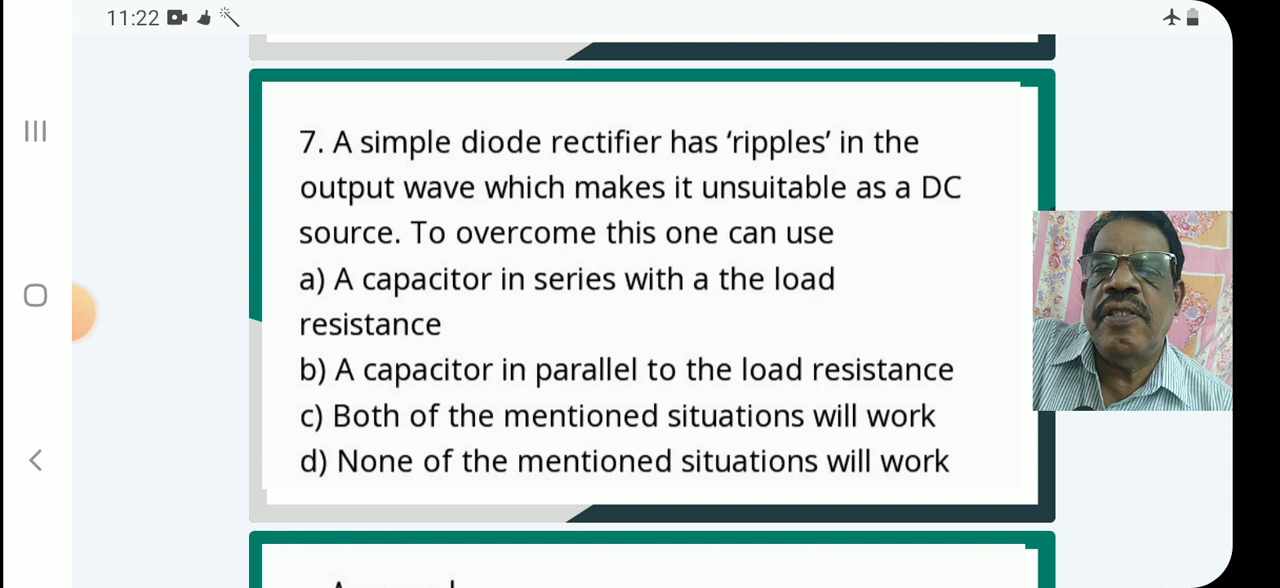 11:22
7. A simple diode rectifier has ‘ripples’ in the
output wave which makes it unsuitable as a DC
source. To overcome this one can use
a) A capacitor in series with a the load
resistance
b) A capacitor in parallel to the load resistance
c) Both of the mentioned situations will work
d) None of the mentioned situations will work